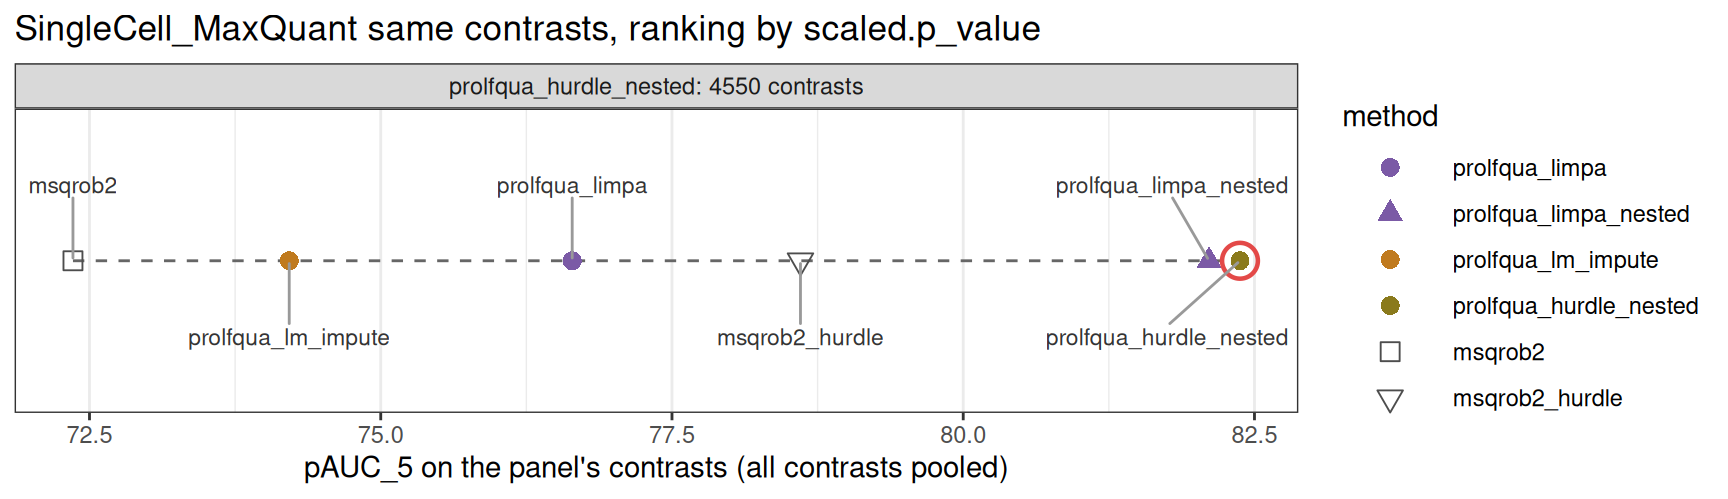 SingleCell_MaxQuant same contrasts, ranking by scaled.p_value
prolfqua_hurdle_nested: 4550 contrasts
msqrob2
prolfqua_limpa
prolfqua_limpa_nested
prolfqua_lm_impute
msqrob2_hurdle
prolfqua_hurdle_nested
72.5
75.0
77.5
80.0
82.5
pAUC_5 on the panel's contrasts (all contrasts pooled)
method
prolfqua_limpa
prolfqua_limpa_nested
prolfqua_lm_impute
prolfqua_hurdle_nested
msqrob2
msqrob2_hurdle